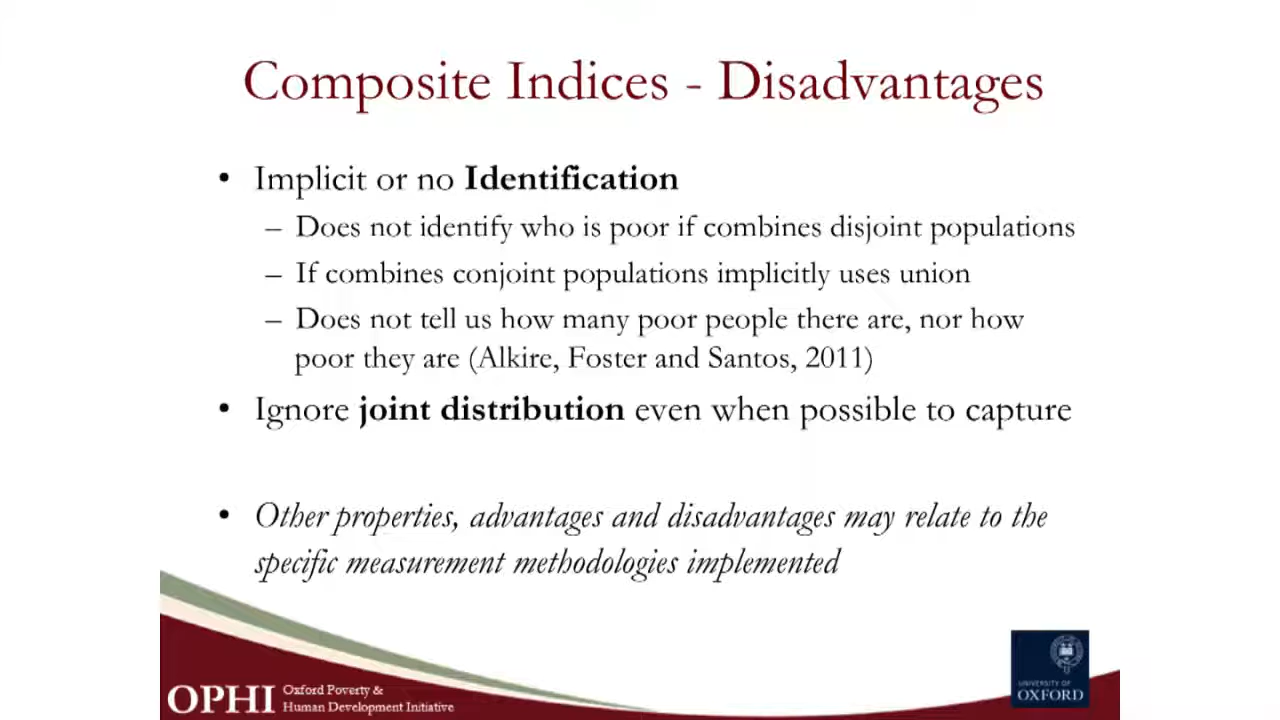 Composite Indices - Disadvantages
• Implicit or no Identification
– Does not identify who is poor if combines disjoint populations
– If combines conjoint populations implicitly uses union
– Does not tell us how many poor people there are, nor how
poor they are (Alkire, Foster and Santos, 2011)
• Ignore joint distribution even when possible to capture
• Other properties, advantages and disadvantages may relate to the
specific measurement methodologies implemented
OPHI
Oxford Poverty &
Human Development Initiative
UNIVERSITY OF
OXFORD